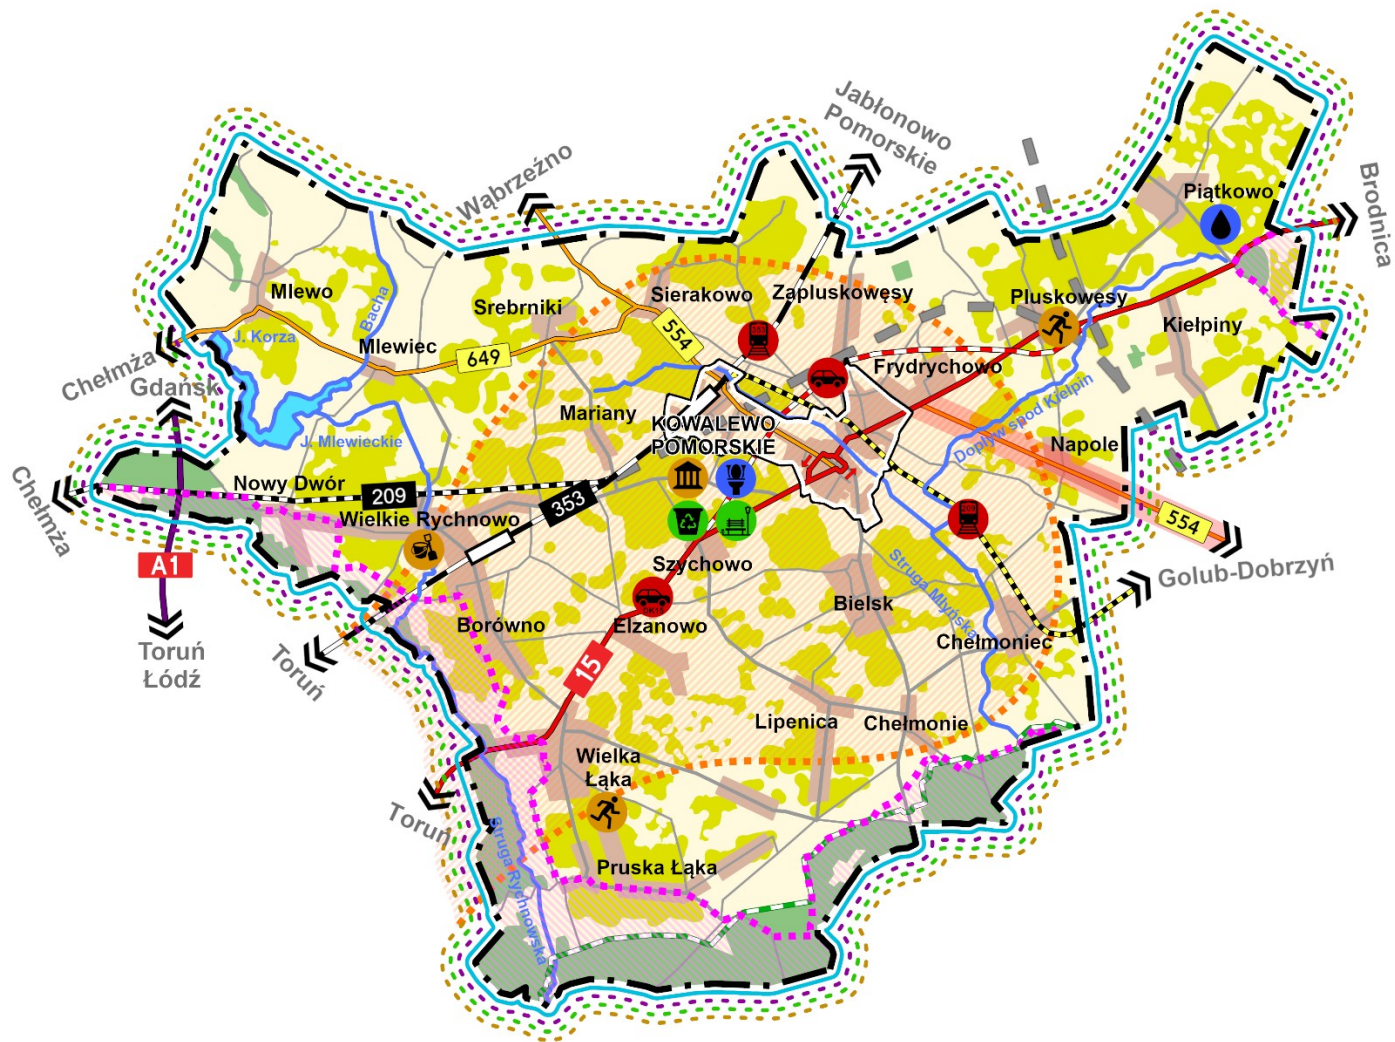 Jabłonowo
Pomorskie
Wąbrzeźno
Brodnica
Piątkowo
Mlewo
Bacha
Srebrniki
Sierakowo
Zapluskowęsy
Pluskowęsy
Kiełpiny
J. Korza
Mlewiec
649
554
Frydrychowo
Chełmża
Gdańsk
Mariany
KOWALEWO
POMORSKIE
Dopływ spod Kiełpin
Napole
J. Mlewieckie
Chełmża
Nowy Dwór
209
353
Wielkie Rychnowo
209
554
A1
Szychowo
Struga Młyńska
Golub-Dobrzyń
DK15
Bielsk
Toruń
Łódź
Toruń
Borówno
Elzanowo
Chełmoniec
15
Lipenica
Chełmonie
Wielka
Łąka
Toruń
Struga Rychnowska
Pruska Łąka